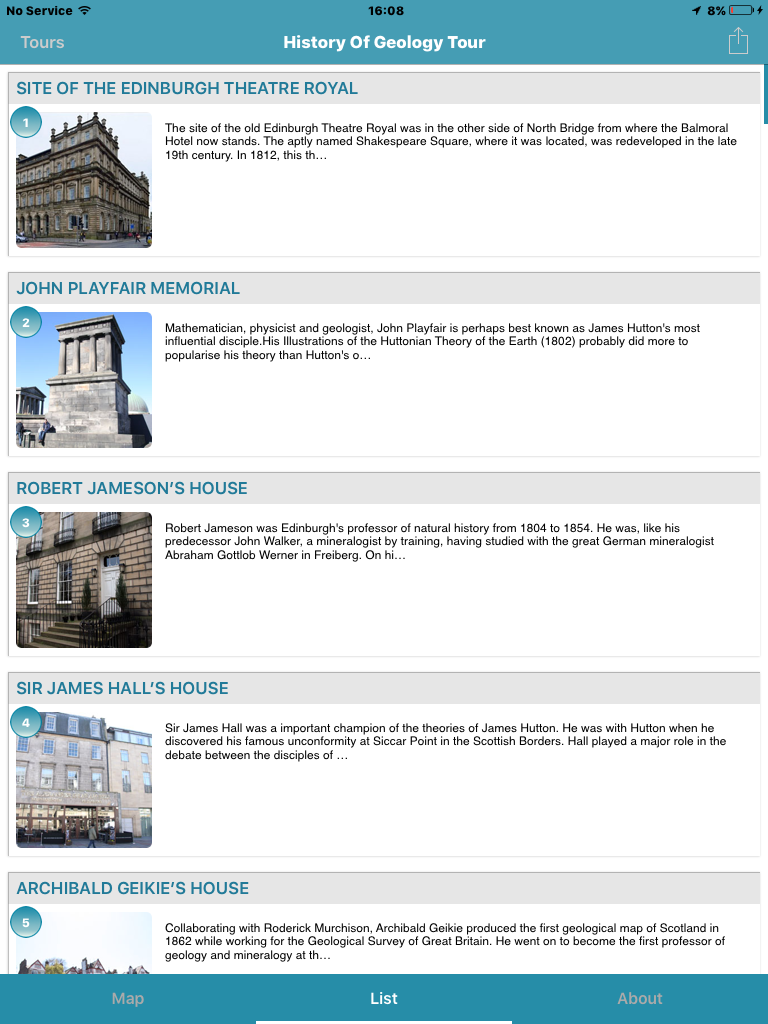 No Service 16:08 8%
Tours History Of Geology Tour
SITE OF THE EDINBURGH THEATRE ROYAL
1
The site of the old Edinburgh Theatre Royal was in the other side of North Bridge from where the Balmoral
Hotel now stands. The aptly named Shakespeare Square, where it was located, was redeveloped in the late
19th century. In 1812, this th…
JOHN PLAYFAIR MEMORIAL
2
Mathematician, physicist and geologist, John Playfair is perhaps best known as James Hutton's most
influential disciple.His Illustrations of the Huttonian Theory of the Earth (1802) probably did more to
popularise his theory than Hutton's o…
ROBERT JAMESON’S HOUSE
3
Robert Jameson was Edinburgh's professor of natural history from 1804 to 1854. He was, like his
predecessor John Walker, a mineralogist by training, having studied with the great German mineralogist
Abraham Gottlob Werner in Freiberg. On hi…
SIR JAMES HALL’S HOUSE
4
Sir James Hall was a important champion of the theories of James Hutton. He was with Hutton when he
discovered his famous unconformity at Siccar Point in the Scottish Borders. Hall played a major role in the
debate between the disciples of …
ARCHIBALD GEIKIE’S HOUSE
5
Collaborating with Roderick Murchison, Archibald Geikie produced the first geological map of Scotland in
1862 while working for the Geological Survey of Great Britain. He went on to become the first professor of
geology and mineralogy at th…
Map List About